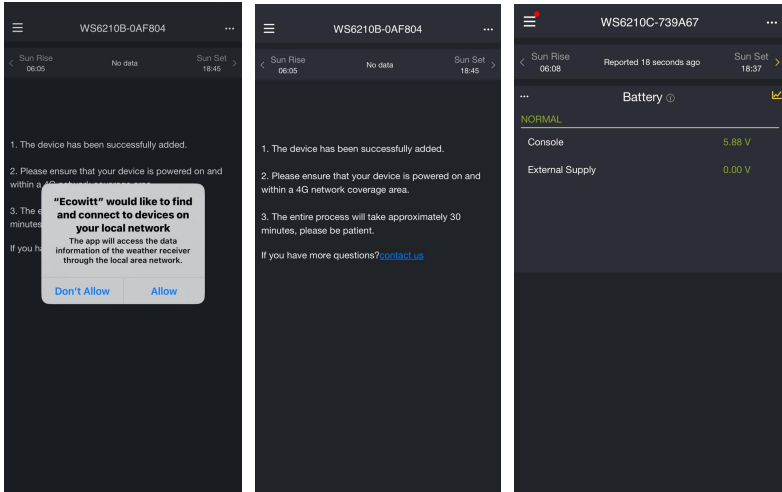 WS6210B-0AF804
...
Sun Rise
06:05
No data
Sun Set
18:45
1. The device has been successfully added.
2. Please ensure that your device is powered on and
within a 4G network coverage area.
3. The e
minutes
If you ha
"Ecowitt" would like to find
and connect to devices on
your local network
The app will access the data
information of the weather receiver
through the local area network.
Don't Allow
Allow
WS6210B-0AF804
...
Sun Rise
06:05
No data
Sun Set
18:45
1. The device has been successfully added.
2. Please ensure that your device is powered on and
within a 4G network coverage area.
3. The entire process will take approximately 30
minutes, please be patient.
If you have more questions?contact us
WS6210C-739A67
...
Sun Rise
06:08
Reported 18 seconds ago
Sun Set
18:37
...
Battery
NORMAL
Console
5.88 V
External Supply
0.00 V